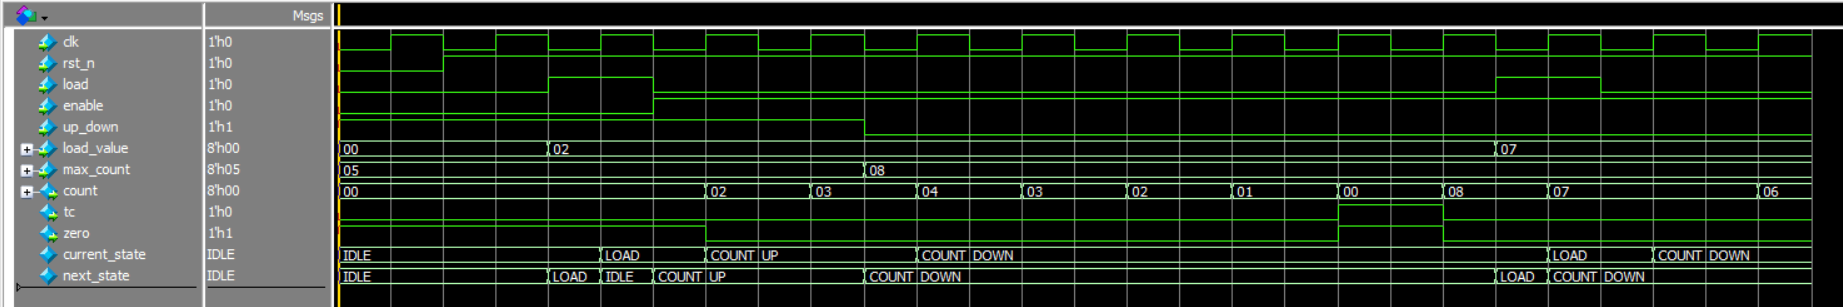 Msgs
clk 1'h0
rst_n 1'h0
load 1'h0
enable 1'h0
up_down 1'h1
load_value 8'h00 00 02 07
max_count 8'h05 05 08
count 8'h00 00 02 03 04 03 02 01 00 08 07 06
tc 1'h0
zero 1'h1
current_state IDLE IDLE LOAD COUNT_UP COUNT_DOWN LOAD COUNT_DOWN
next_state IDLE IDLE LOAD IDLE COUNT_UP COUNT_DOWN LOAD COUNT_DOWN